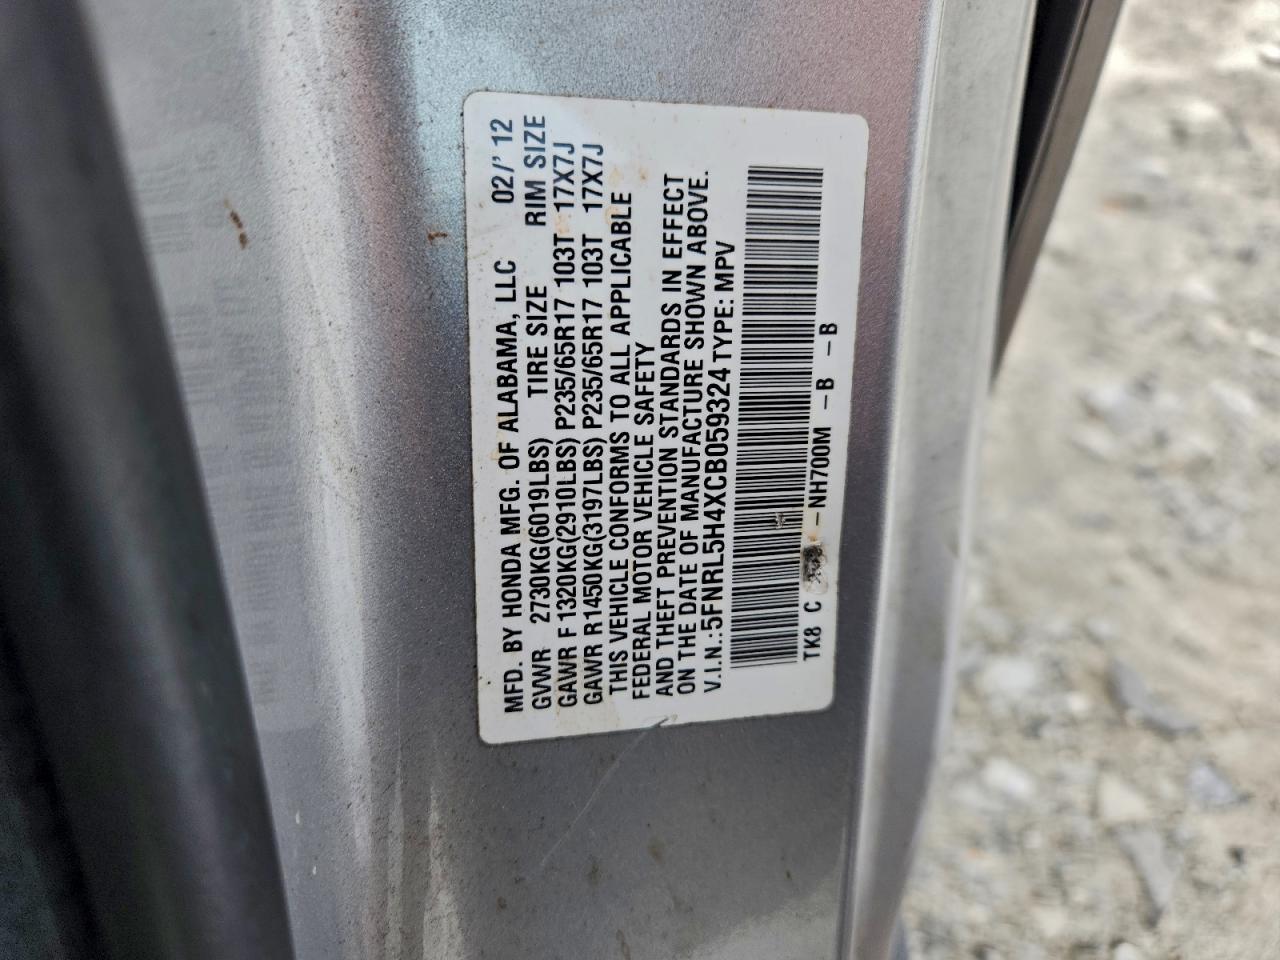 MFD. BY HONDA MFG. OF ALABAMA, LLC 02/'12
GVWR 2730KG(6019LBS) TIRE SIZE RIM SIZE
GAWR F 1320KG(2910LBS) P235/65R17 103T 17X7J
GAWR R 1450KG(3197LBS) P235/65R17 103T 17X7J
THIS VEHICLE CONFORMS TO ALL APPLICABLE
FEDERAL MOTOR VEHICLE SAFETY
AND THEFT PREVENTION STANDARDS IN EFFECT
ON THE DATE OF MANUFACTURE SHOWN ABOVE.
V.I.N.:5FNRL5H4XCB059324 TYPE: MPV
TK8 C -NH700M -B -B